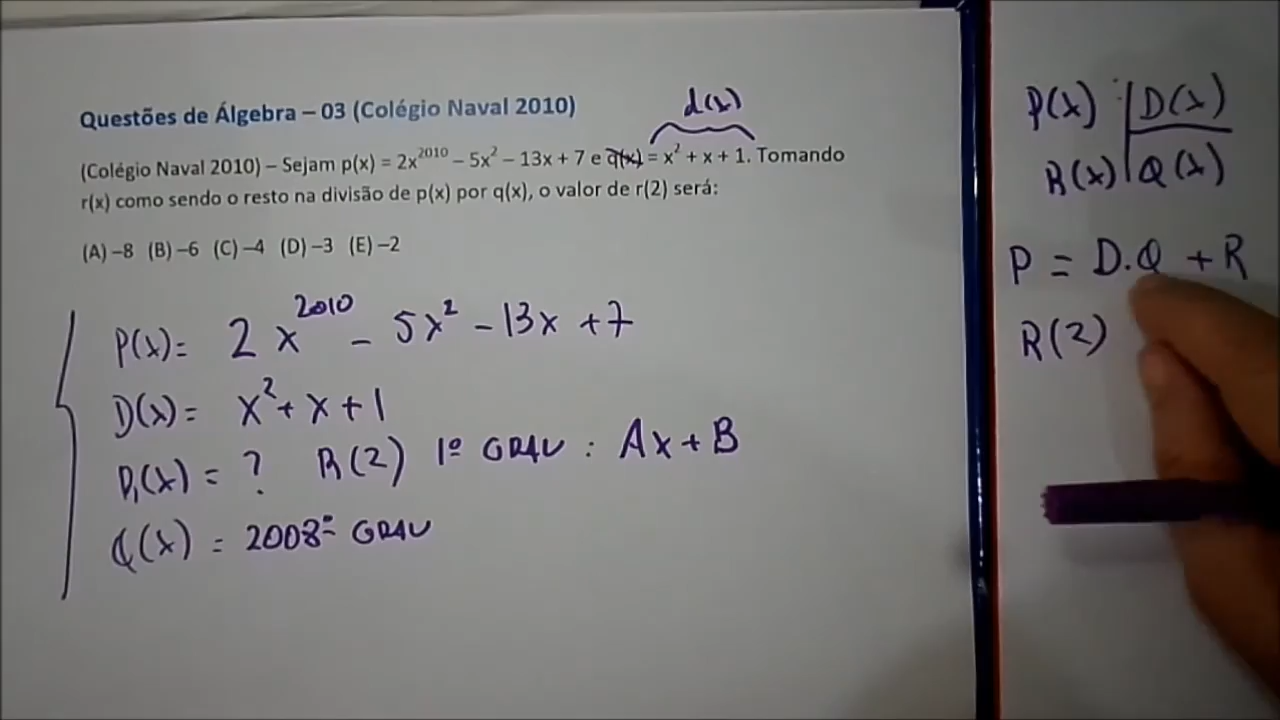 Questões de Álgebra – 03 (Colégio Naval 2010)
d(x)
(Colégio Naval 2010) – Sejam p(x) = 2x²⁰¹⁰ – 5x² – 13x + 7 e q(x) = x² + x + 1. Tomando
r(x) como sendo o resto na divisão de p(x) por q(x), o valor de r(2) será:
(A) –8 (B) –6 (C) –4 (D) –3 (E) –2
P(x) = 2x²⁰¹⁰ – 5x² – 13x + 7
D(x) = x² + x + 1
R(x) = ? R(2) 1º GRAU : Ax + B
Q(x) = 2008º GRAU
P(x) D(x)
R(x) Q(x)
P = D.Q + R
R(2)